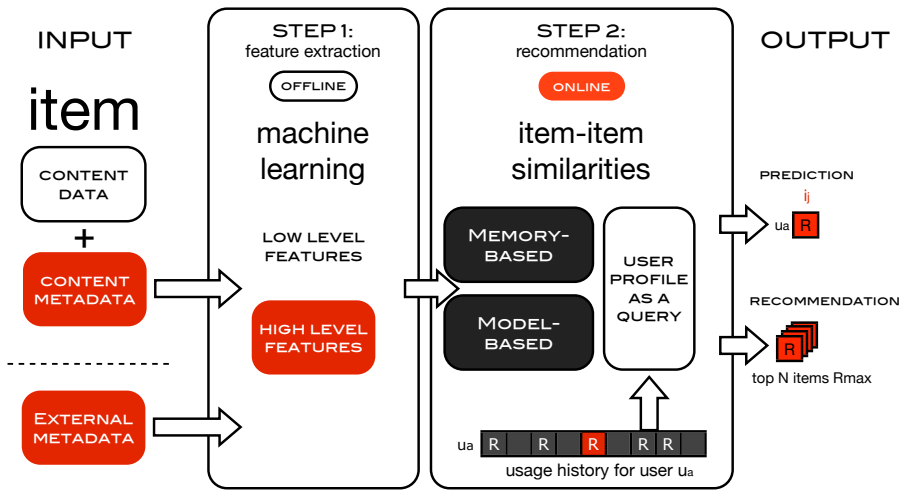 INPUT
item
CONTENT
DATA
+
CONTENT
METADATA
EXTERNAL
METADATA
STEP 1:
feature extraction
OFFLINE
machine
learning
LOW LEVEL
FEATURES
HIGH LEVEL
FEATURES
STEP 2:
recommendation
ONLINE
item-item
similarities
MEMORY-
BASED
MODEL-
BASED
USER
PROFILE
AS A
QUERY
ua R R R R R
usage history for user ua
OUTPUT
PREDICTION
ij
ua R
RECOMMENDATION
R
top N items Rmax